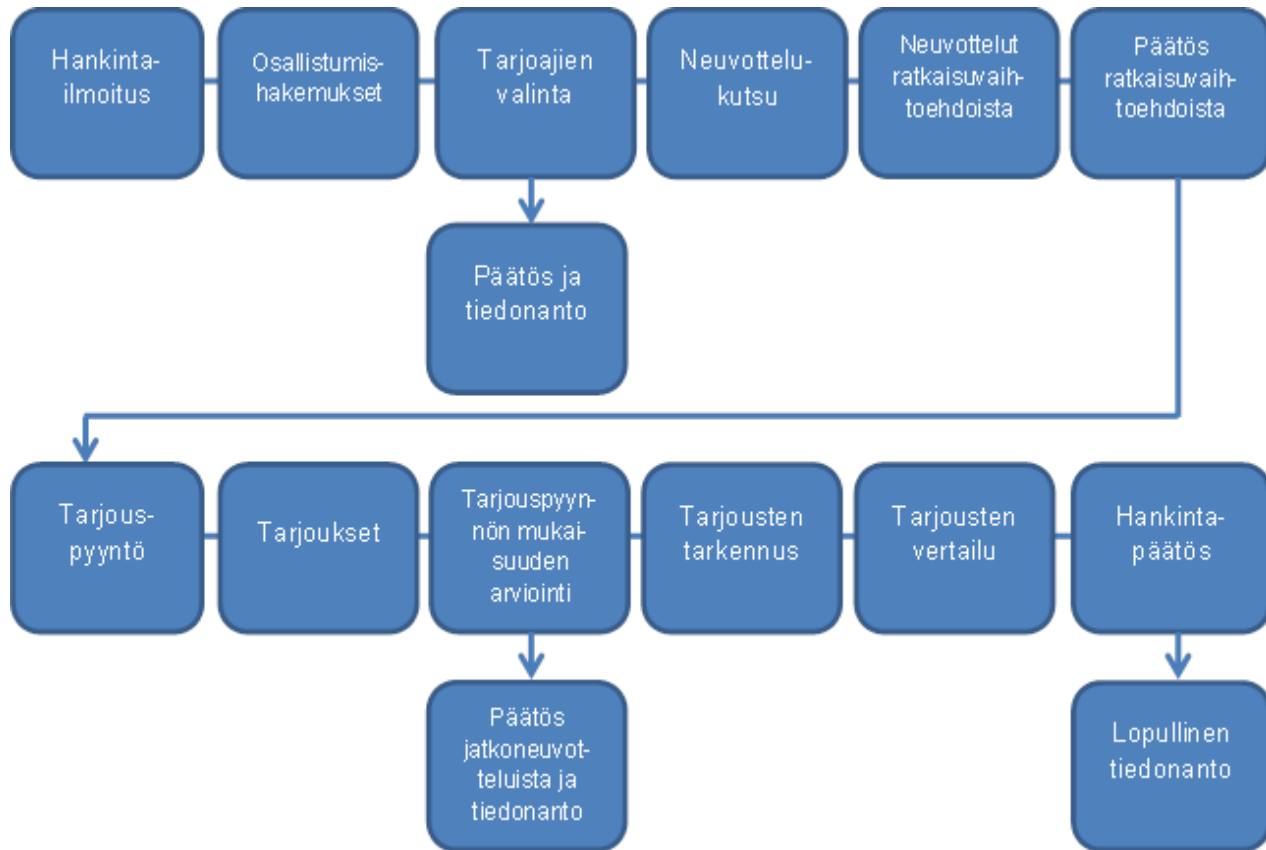 Hankinta-
ilmoitus
Osallistumis-
hakemukset
Tarjoajien
valinta
Neuvottelu-
kutsu
Neuvottelut
ratkaisuvaih-
toehdoista
Päätös
ratkaisuvaih-
toehdoista
Päätös ja
tiedonanto
Tarjous-
pyyntö
Tarjoukset
Tarjouspyyn-
nön mukai-
suuden
arviointi
Tarjousten
tarkennus
Tarjousten
vertailu
Hankinta-
päätös
Päätös
jatkoneuvot-
teluista ja
tiedonanto
Lopullinen
tiedonanto